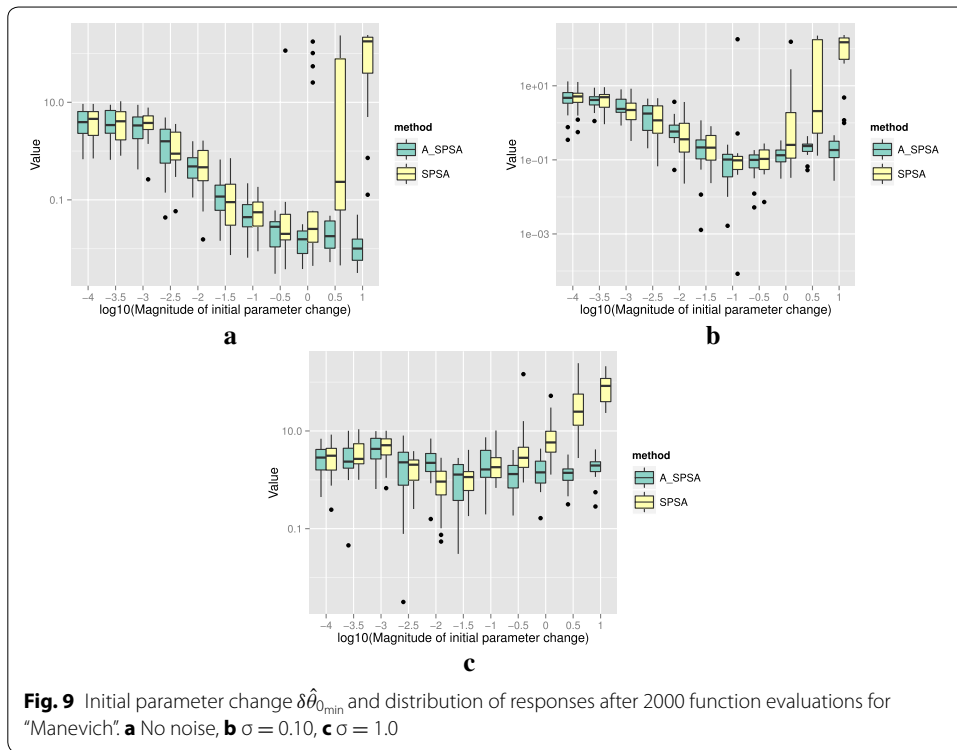 10.0
0.1
Value
-4 -3.5 -3 -2.5 -2 -1.5 -1 -0.5 0 0.5 1
log10(Magnitude of initial parameter change)
method
A_SPSA
SPSA
a
1e+01
1e-01
1e-03
Value
-4 -3.5 -3 -2.5 -2 -1.5 -1 -0.5 0 0.5 1
log10(Magnitude of initial parameter change)
method
A_SPSA
SPSA
b
10.0
0.1
Value
-4 -3.5 -3 -2.5 -2 -1.5 -1 -0.5 0 0.5 1
log10(Magnitude of initial parameter change)
method
A_SPSA
SPSA
c
Fig. 9 Initial parameter change δθ̂₀min and distribution of responses after 2000 function evaluations for
"Manevich". a No noise, b σ = 0.10, c σ = 1.0